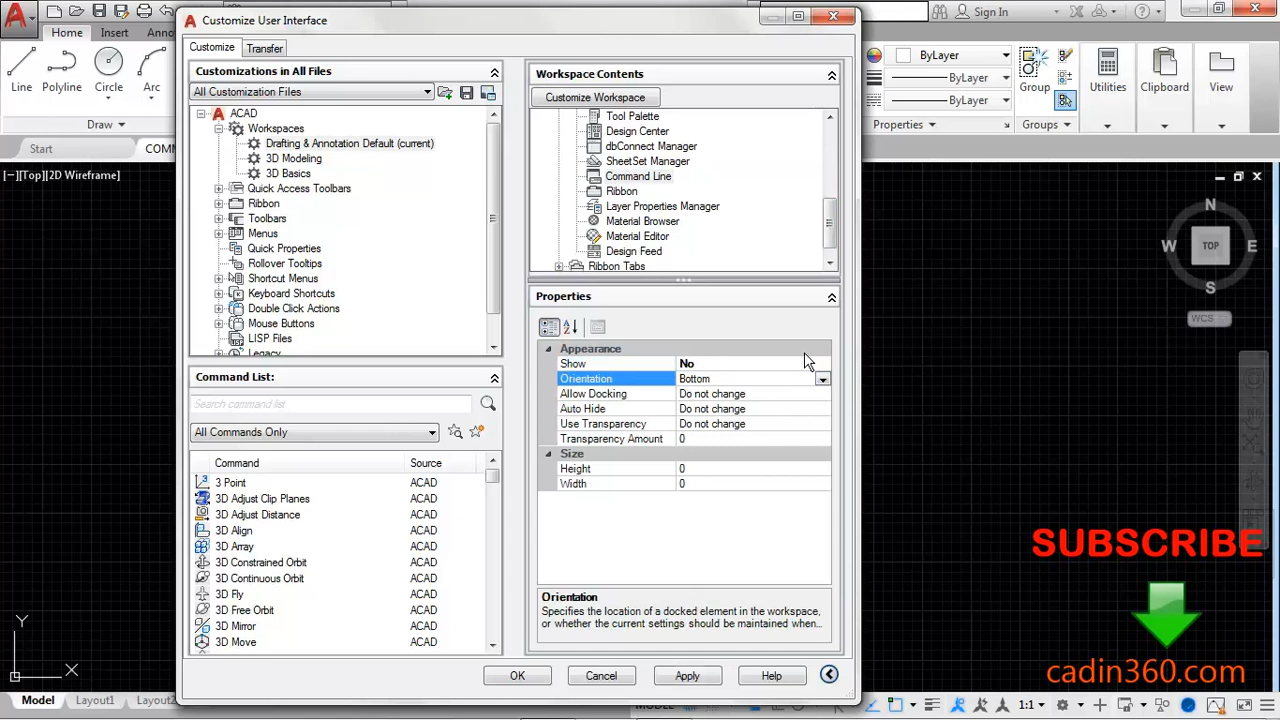 Customize User Interface
Sign In
Home
Insert
Line
Polyline
Circle
Arc
Draw
Start
[−][Top][2D Wireframe]
Customize
Transfer
Customizations in All Files
All Customization Files
ACAD
Workspaces
Drafting & Annotation Default (current)
3D Modeling
3D Basics
Quick Access Toolbars
Ribbon
Toolbars
Menus
Quick Properties
Rollover Tooltips
Shortcut Menus
Keyboard Shortcuts
Double Click Actions
Mouse Buttons
LISP Files
Legacy
Command List:
Search command list
All Commands Only
Command Source
3 Point ACAD
3D Adjust Clip Planes ACAD
3D Adjust Distance ACAD
3D Align ACAD
3D Array ACAD
3D Constrained Orbit ACAD
3D Continuous Orbit ACAD
3D Fly ACAD
3D Free Orbit ACAD
3D Mirror ACAD
3D Move ACAD
Workspace Contents
Customize Workspace
Tool Palette
Design Center
dbConnect Manager
SheetSet Manager
Command Line
Ribbon
Layer Properties Manager
Material Browser
Material Editor
Design Feed
Ribbon Tabs
Properties
Appearance
Show No
Orientation Bottom
Allow Docking Do not change
Auto Hide Do not change
Use Transparency Do not change
Transparency Amount 0
Size
Height 0
Width 0
Orientation
Specifies the location of a docked element in the workspace,
or whether the current settings should be maintained when...
OK
Cancel
Apply
Help
ByLayer
ByLayer
ByLayer
Properties
Group
Groups
Utilities
Clipboard
View
N
W
TOP
E
S
WCS
SUBSCRIBE
cadin360.com
Y
X
Model
Layout1
Layout2
MODEL
1:1